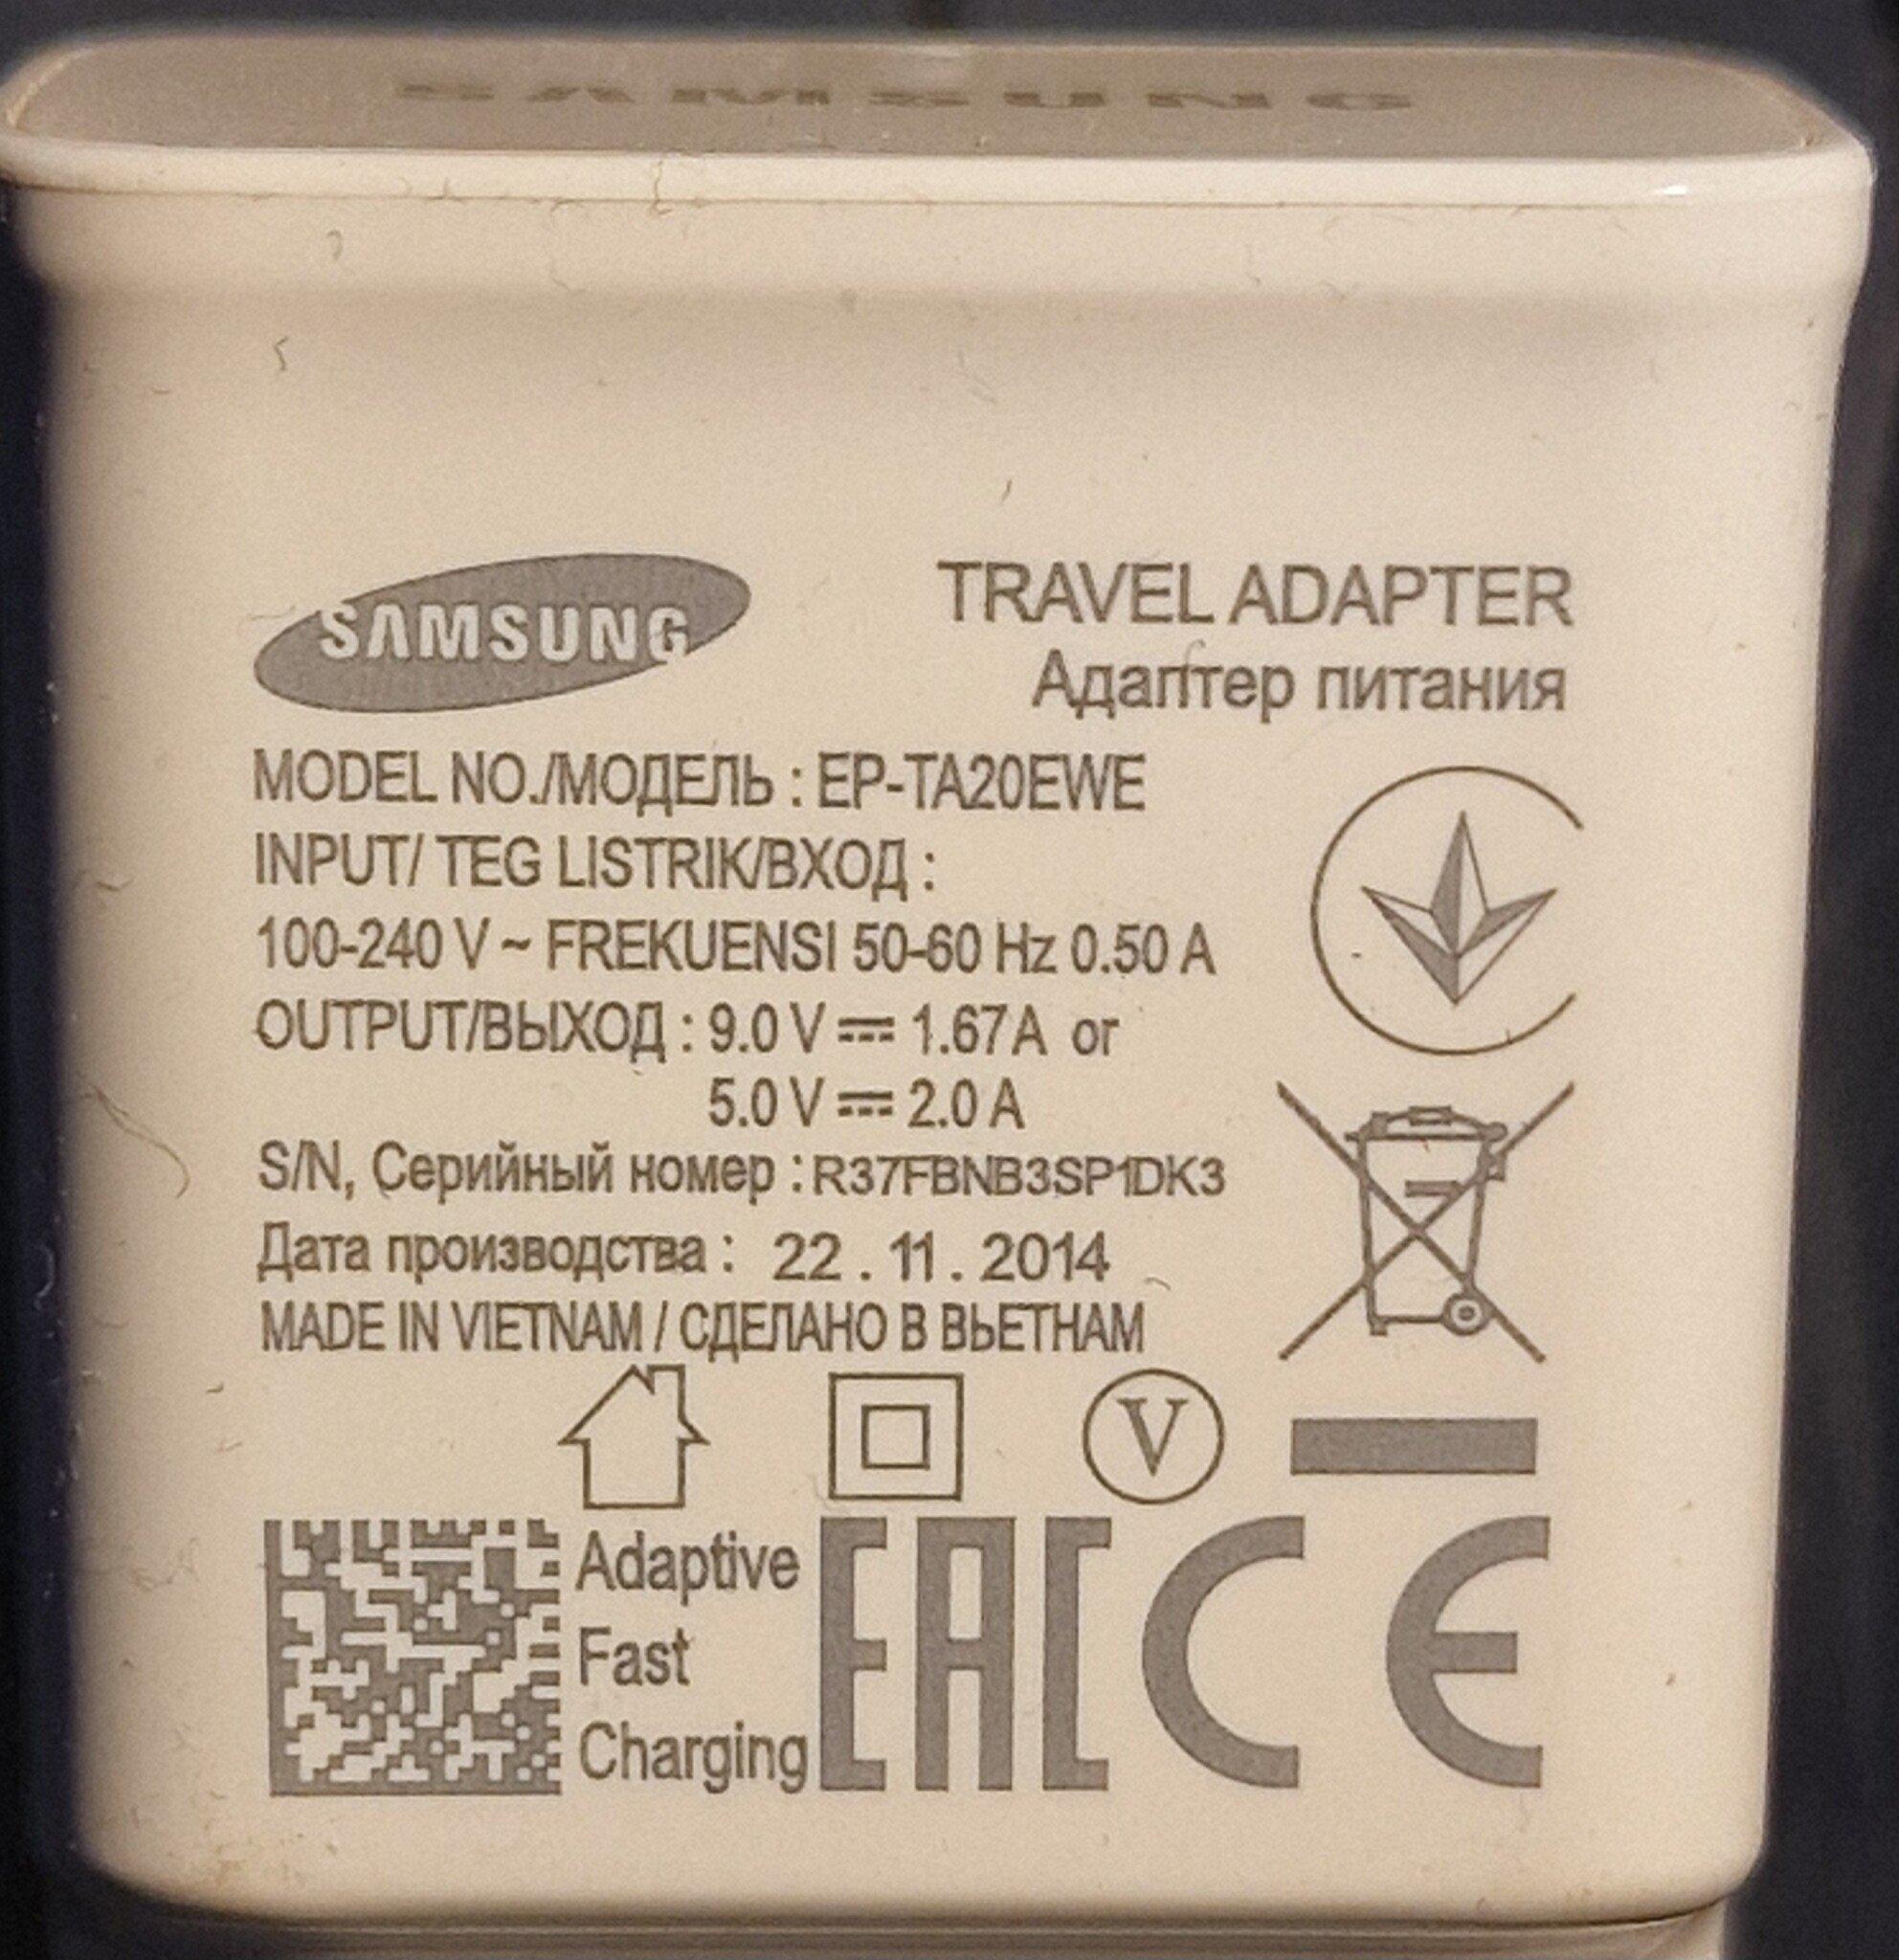 SAMSUNG
SAMSUNG
TRAVEL ADAPTER
Адаптер питания
MODEL NO./МОДЕЛЬ : EP-TA20EWE
INPUT/ TEG LISTRIK/ВХОД :
100-240 V ~ FREKUENSI 50-60 Hz 0.50 A
OUTPUT/ВЫХОД : 9.0 V ⎓ 1.67A or
5.0 V ⎓ 2.0 A
S/N, Серийный номер : R37FBNB3SP1DK3
Дата производства : 22 . 11 . 2014
MADE IN VIETNAM / СДЕЛАНО В ВЬЕТНАМ
V
Adaptive
Fast
Charging
EAC CE